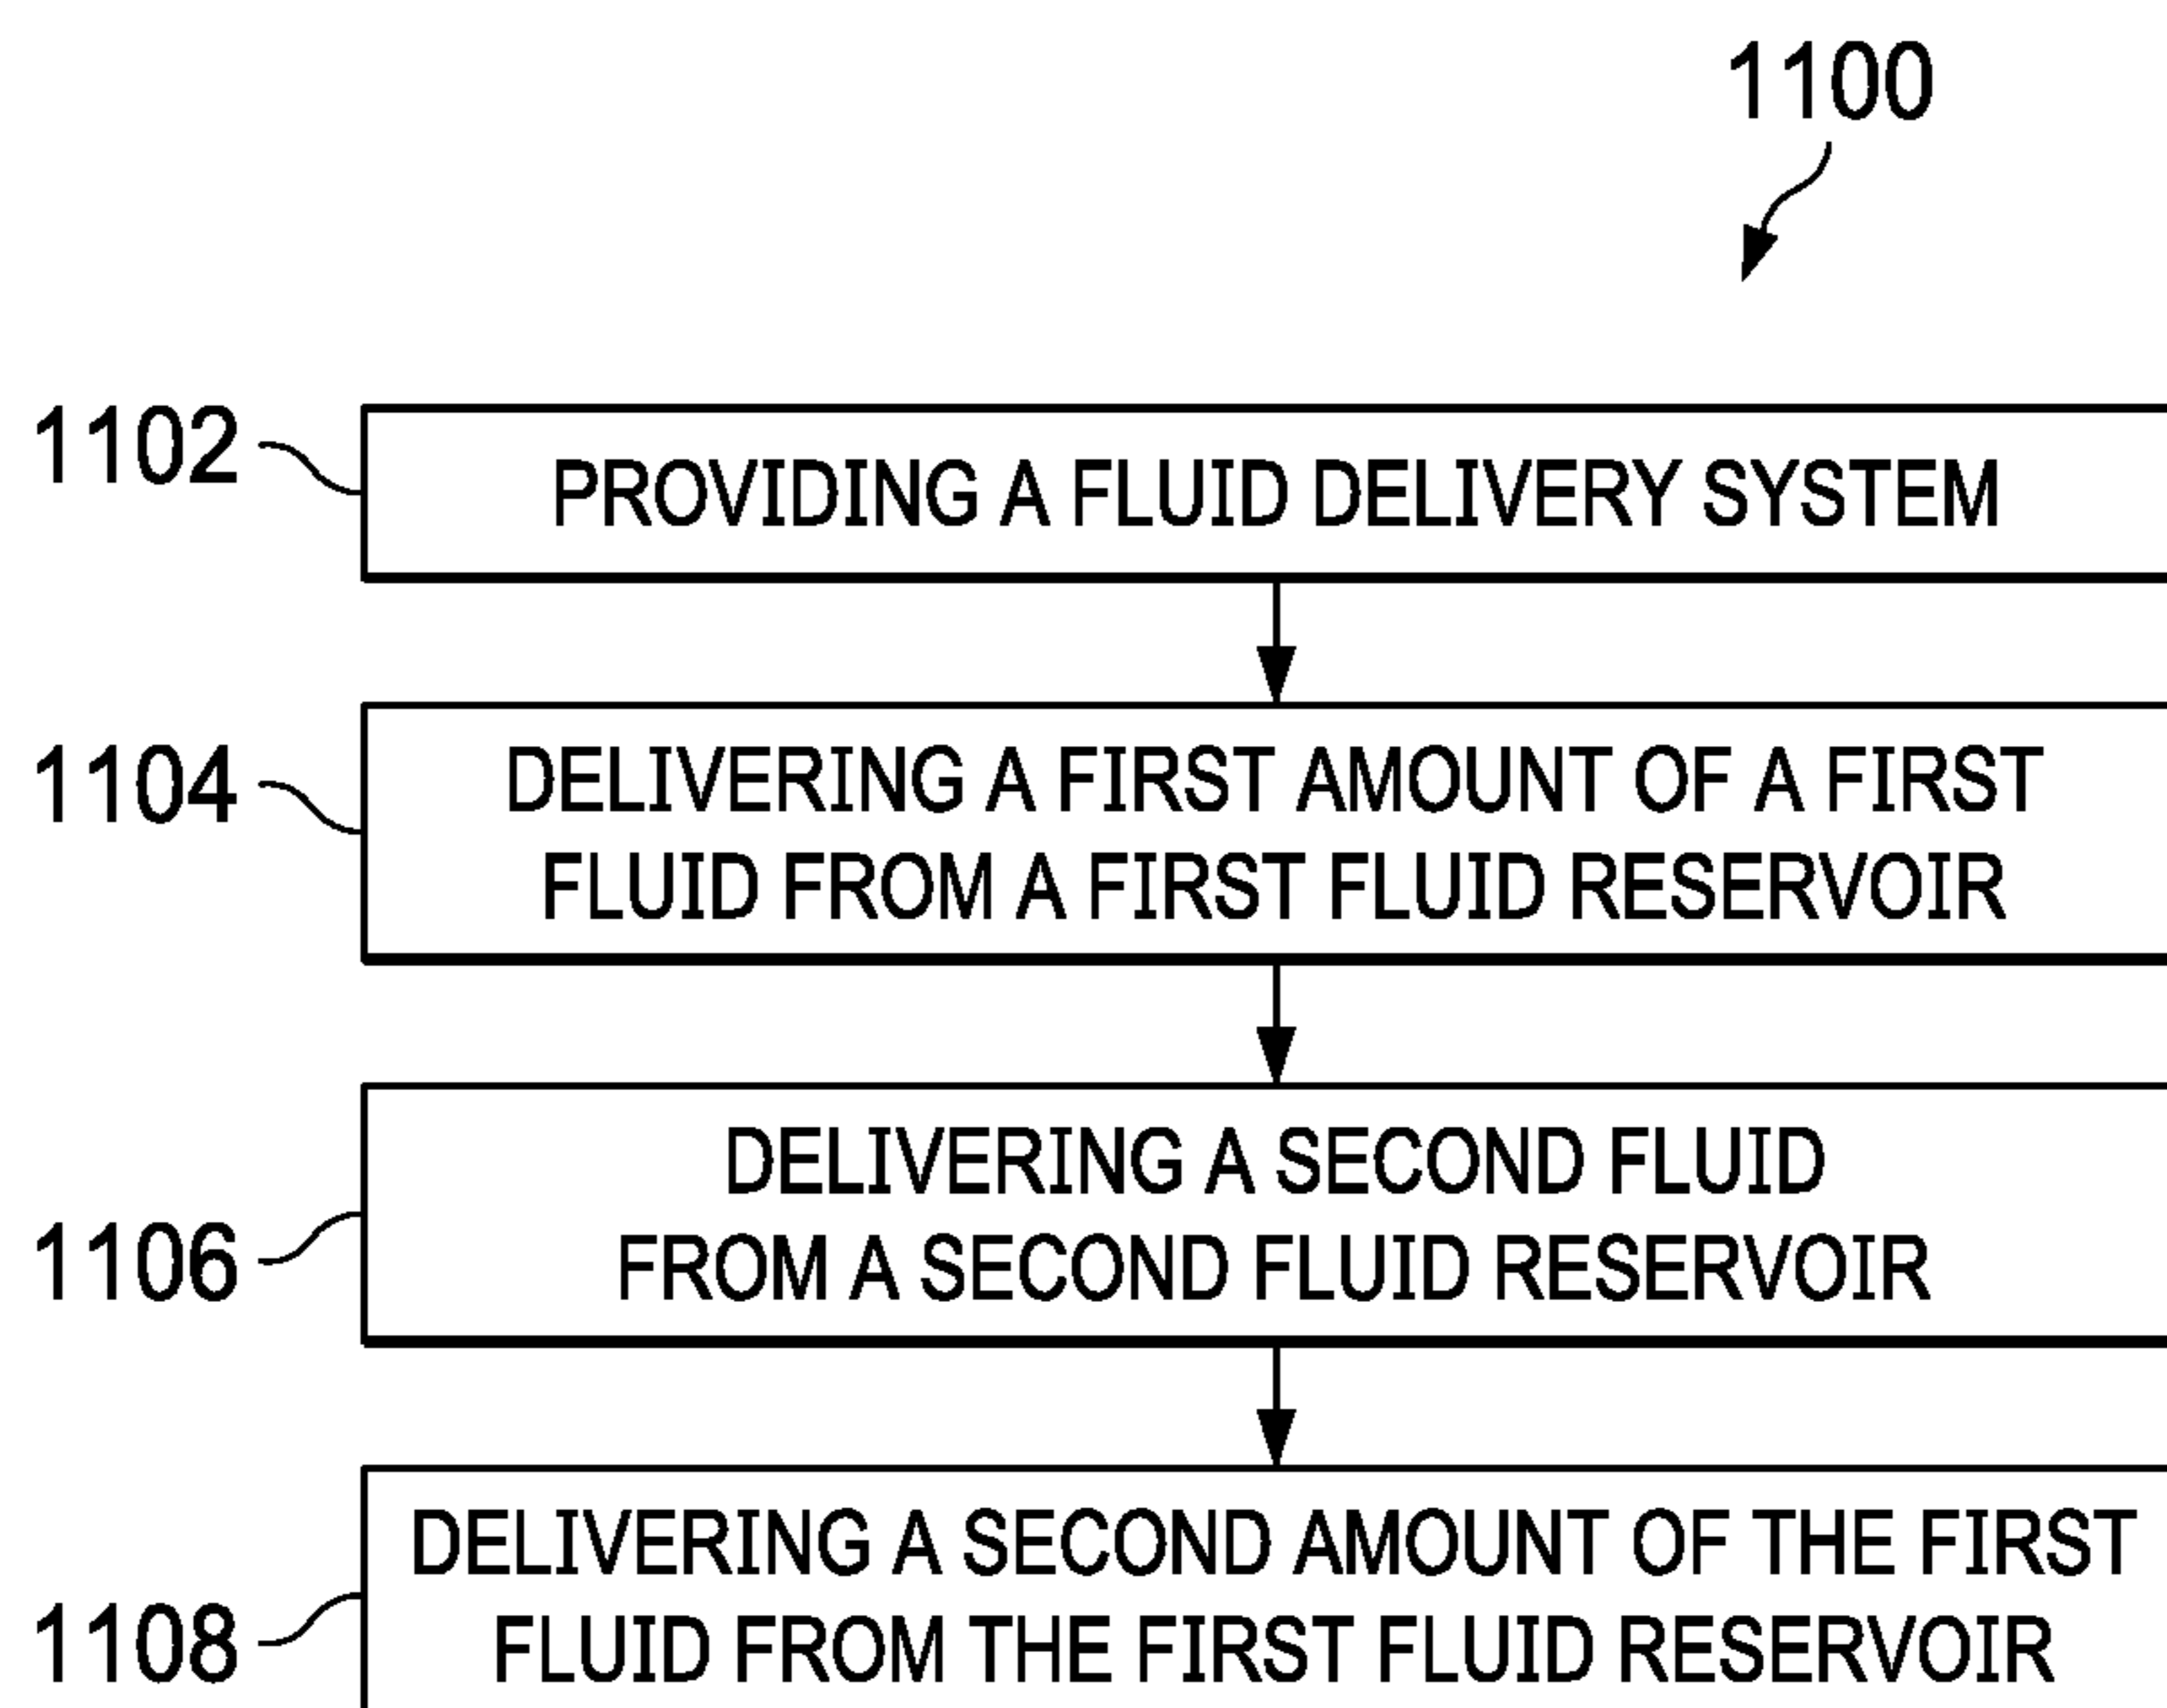 1100
1102
PROVIDING A FLUID DELIVERY SYSTEM
1104
DELIVERING A FIRST AMOUNT OF A FIRST
FLUID FROM A FIRST FLUID RESERVOIR
1106
DELIVERING A SECOND FLUID
FROM A SECOND FLUID RESERVOIR
1108
DELIVERING A SECOND AMOUNT OF THE FIRST
FLUID FROM THE FIRST FLUID RESERVOIR